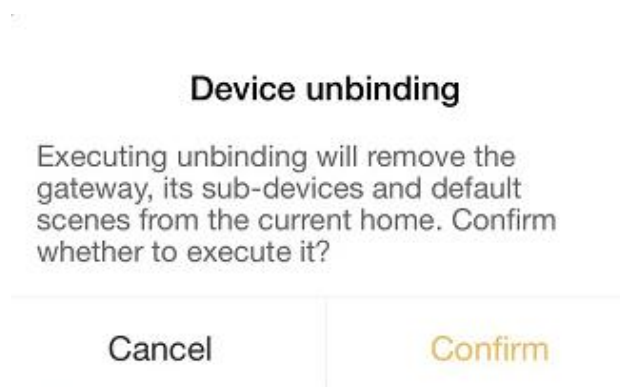 Device unbinding
Executing unbinding will remove the
gateway, its sub-devices and default
scenes from the current home. Confirm
whether to execute it?
Cancel
Confirm